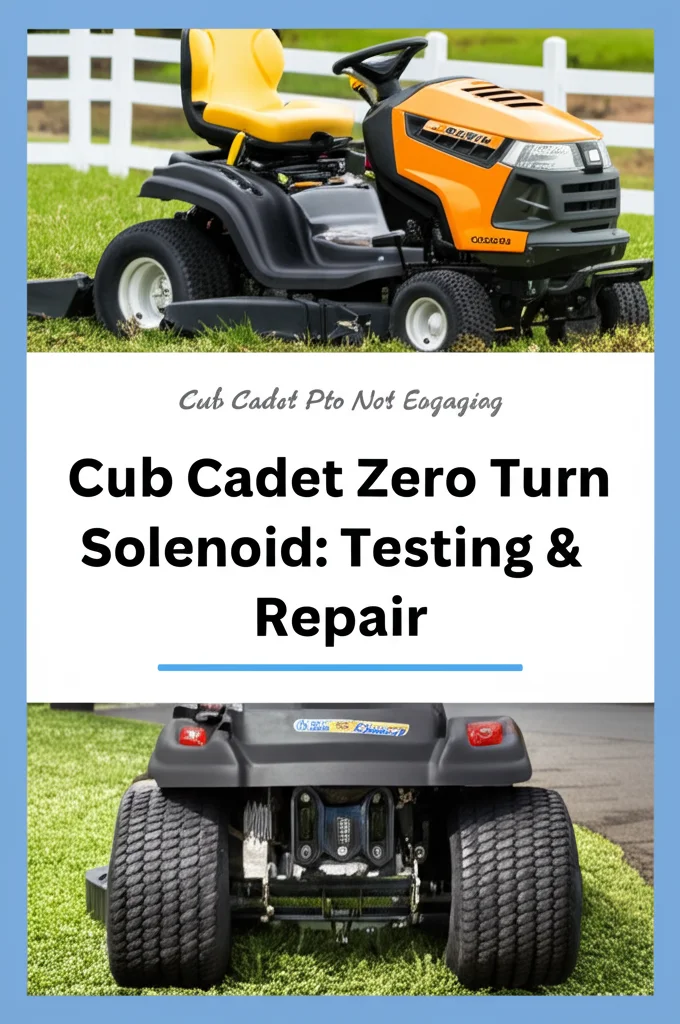 Cub Cadet Pto Not Eogagiog
Cub Cadet Zero Turn
Solenoid: Testing &
Repair